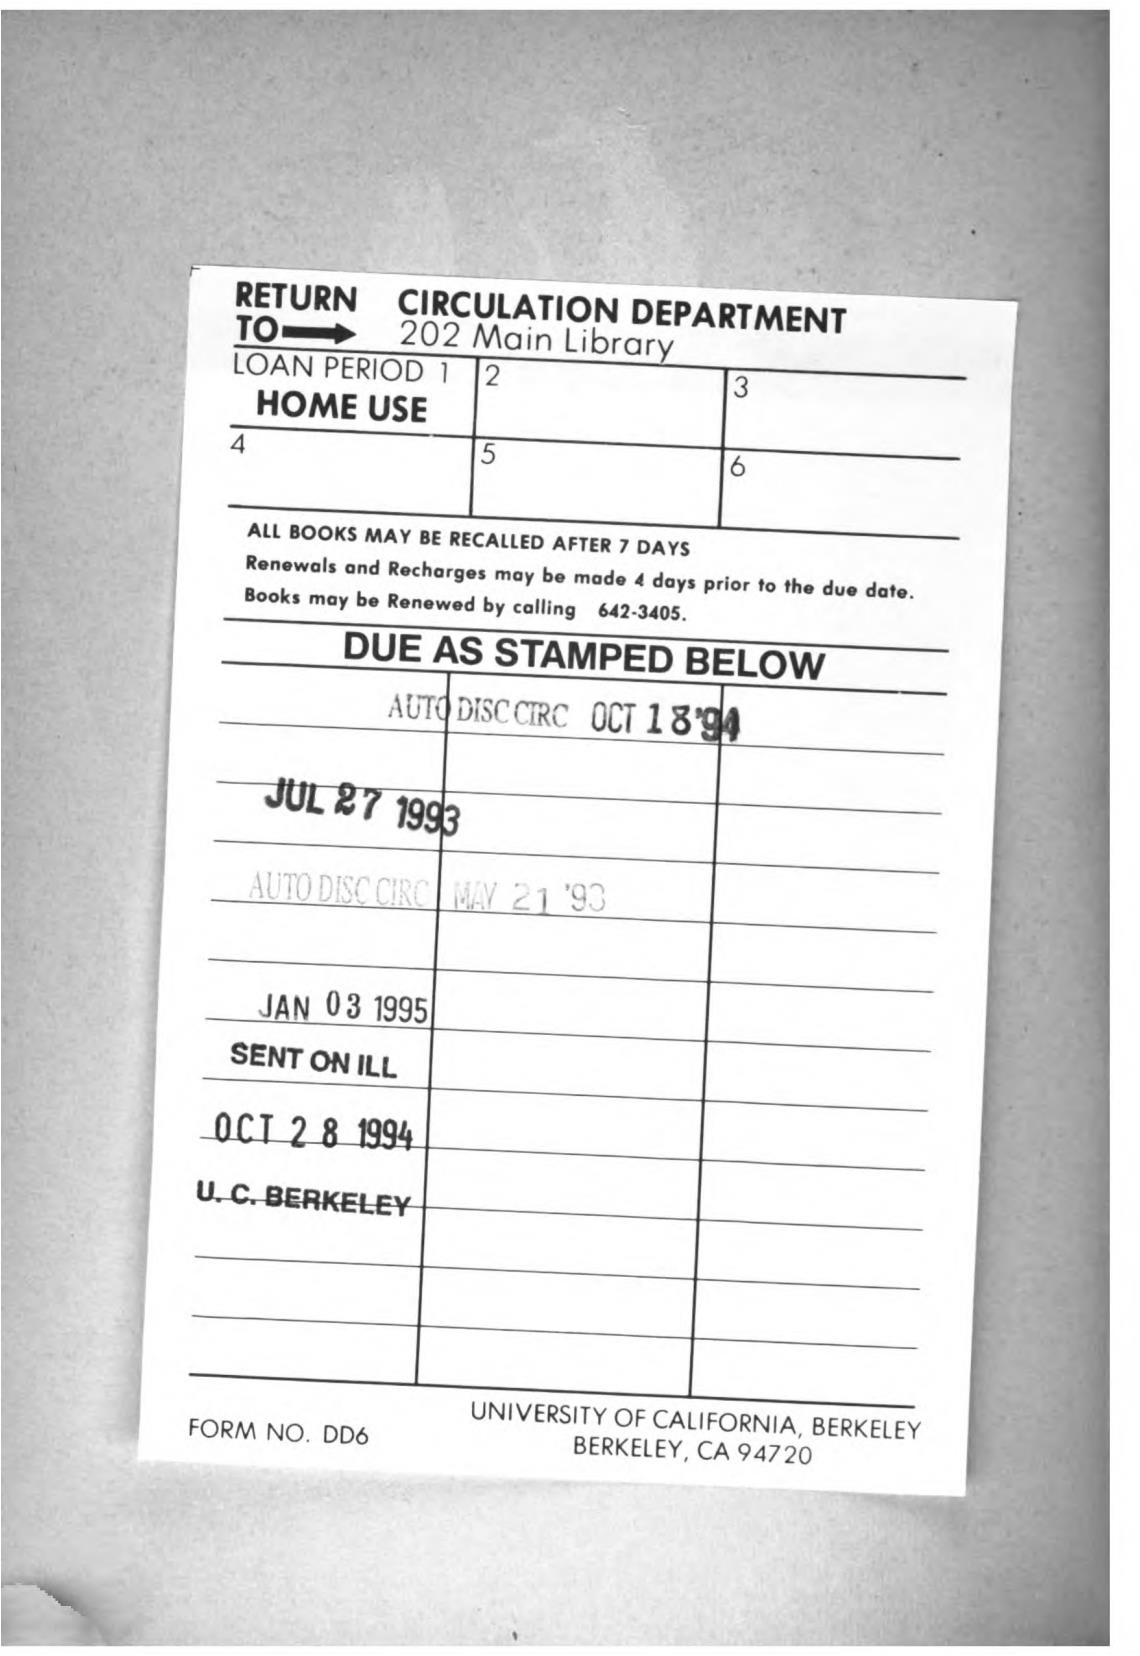 RETURN CIRCULATION DEPARTMENT
TO 202 Main Library
LOAN PERIOD 1 2 3
HOME USE
4 5 6
ALL BOOKS MAY BE RECALLED AFTER 7 DAYS
Renewals and Recharges may be made 4 days prior to the due date.
Books may be Renewed by calling 642-3405.
DUE AS STAMPED BELOW
AUTO DISC CIRC OCT 18 '94
JUL 27 1993
AUTO DISC CIRC MAY 21 '93
JAN 03 1995
SENT ON ILL
OCT 28 1994
U. C. BERKELEY
UNIVERSITY OF CALIFORNIA, BERKELEY
FORM NO. DD6 BERKELEY, CA 94720